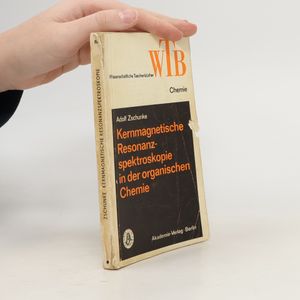 WTB
Wissenschaftliche Taschenbücher
Chemie
Adolf Zschunke
Kernmagnetische
Resonanz-
spektroskopie
in der organischen
Chemie
Akademie-Verlag · Berlin
ZSCHUNKE KERNMAGNETISCHE RESONANZSPEKTROSKOPIE